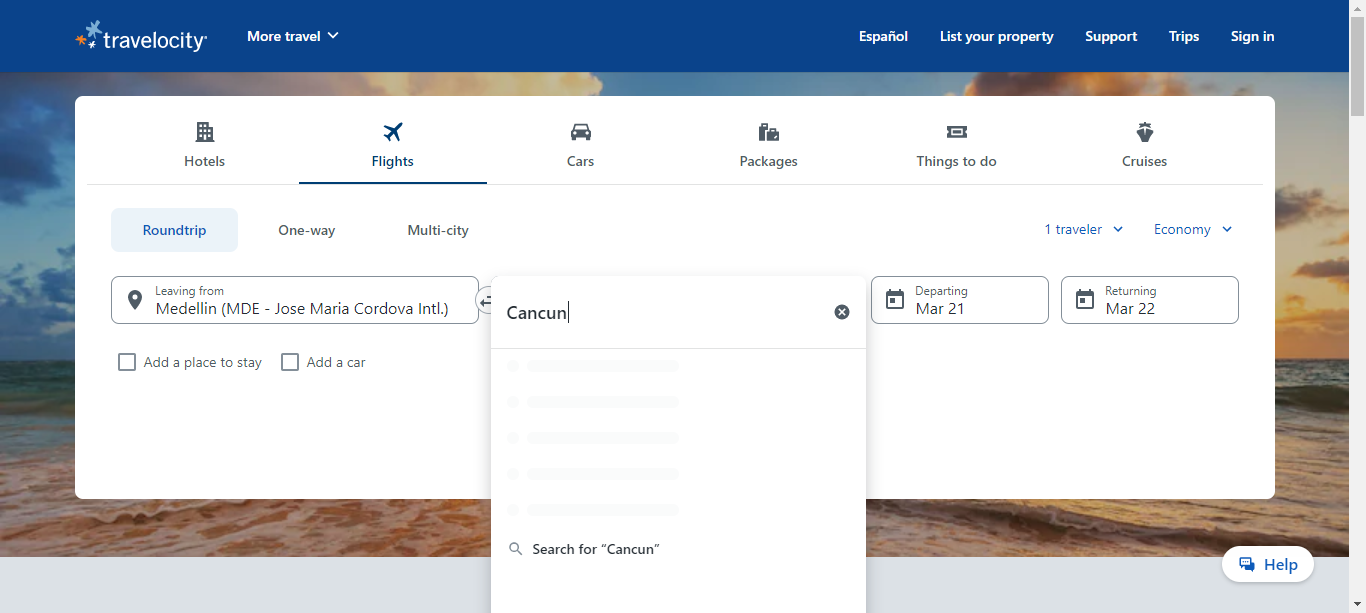 travelocity
More travel
Español
List your property
Support
Trips
Sign in
Hotels
Flights
Cars
Packages
Things to do
Cruises
Roundtrip
One-way
Multi-city
1 traveler
Economy
Leaving from
Medellin (MDE - Jose Maria Cordova Intl.)
Cancun
Departing
Mar 21
Returning
Mar 22
Add a place to stay
Add a car
Search for “Cancun”
Help